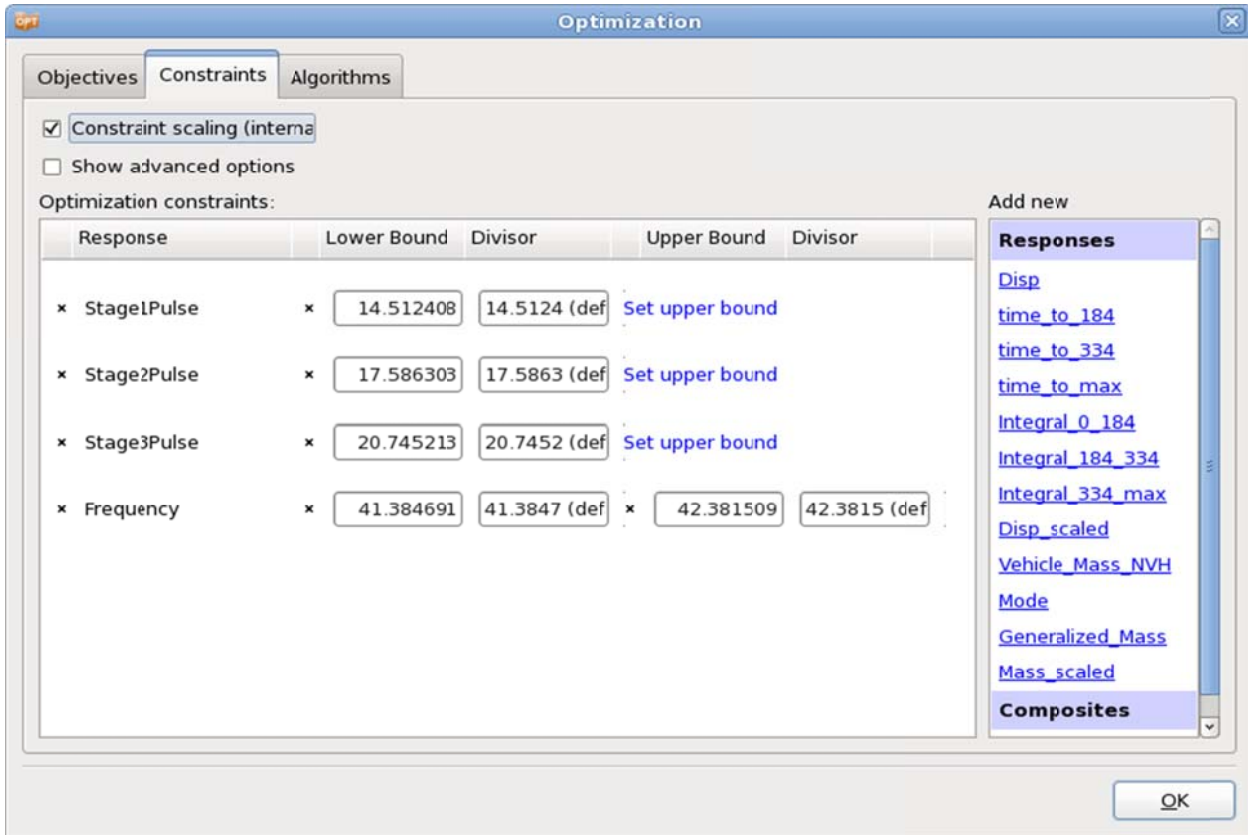 OPT
Optimization
Objectives Constraints Algorithms
Constraint scaling (interna
Show advanced options
Optimization constraints: Add new
Response Lower Bound Divisor Upper Bound Divisor
Responses
Disp
Stage1Pulse 14.512408 14.5124 (def Set upper bound
time_to_184
time_to_334
Stage2Pulse 17.586303 17.5863 (def Set upper bound
time_to_max
Integral_0_184
Stage3Pulse 20.745213 20.7452 (def Set upper bound
Integral_184_334
Integral_334_max
Frequency 41.384691 41.3847 (def 42.381509 42.3815 (def
Disp_scaled
Vehicle_Mass_NVH
Mode
Generalized_Mass
Mass_scaled
Composites
OK